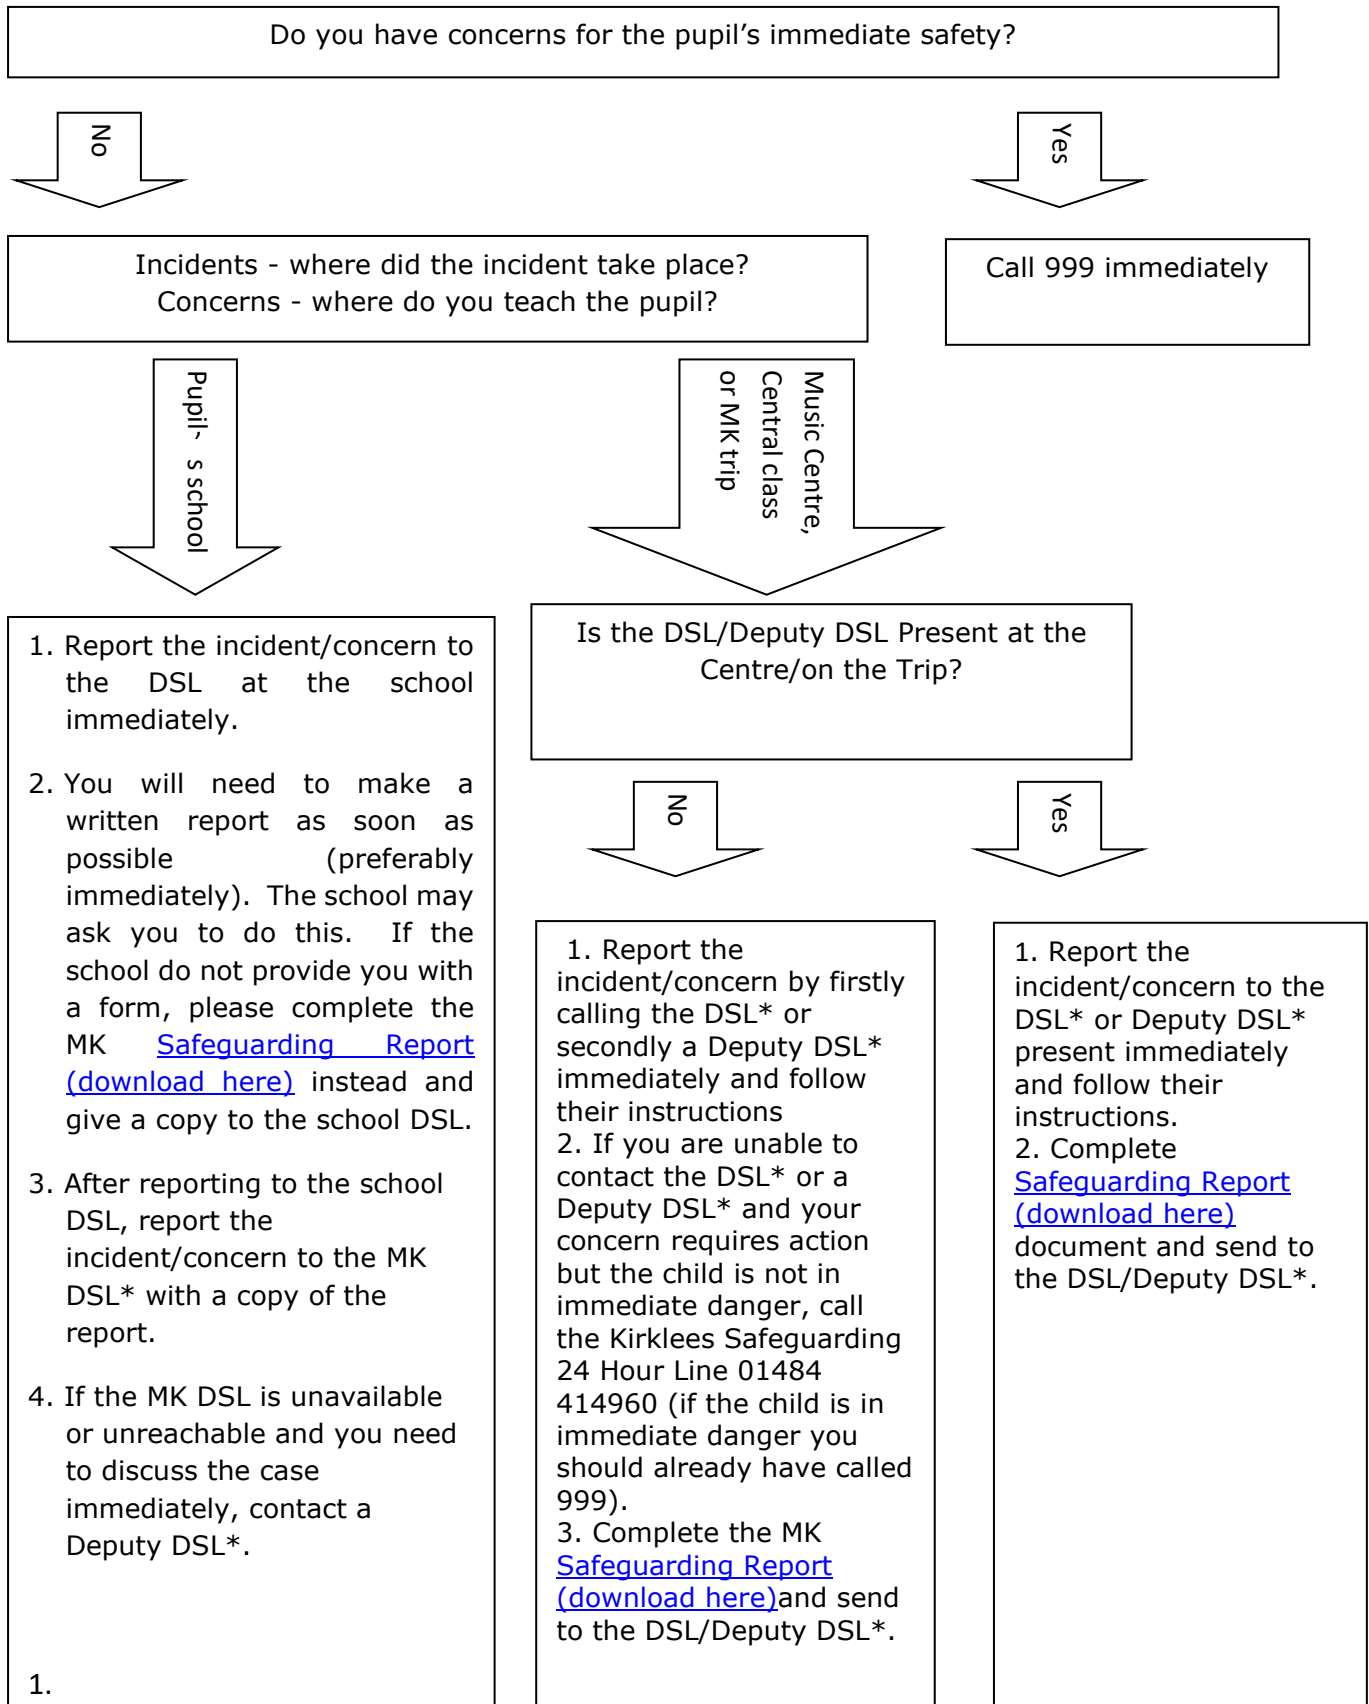 Do you have concerns for the pupil’s immediate safety?
No
Yes
Incidents - where did the incident take place?
Concerns - where do you teach the pupil?
Call 999 immediately
Pupil` s school
Music Centre,
Central class
or MK trip
1. Report the incident/concern to
the DSL at the school
immediately.
2. You will need to make a
written report as soon as
possible (preferably
immediately). The school may
ask you to do this. If the
school do not provide you with
a form, please complete the
MK Safeguarding Report
(download here) instead and
give a copy to the school DSL.
3. After reporting to the school
DSL, report the
incident/concern to the MK
DSL* with a copy of the
report.
4. If the MK DSL is unavailable
or unreachable and you need
to discuss the case
immediately, contact a
Deputy DSL*.
1.
Is the DSL/Deputy DSL Present at the
Centre/on the Trip?
No
Yes
1. Report the
incident/concern by firstly
calling the DSL* or
secondly a Deputy DSL*
immediately and follow
their instructions
2. If you are unable to
contact the DSL* or a
Deputy DSL* and your
concern requires action
but the child is not in
immediate danger, call
the Kirklees Safeguarding
24 Hour Line 01484
414960 (if the child is in
immediate danger you
should already have called
999).
3. Complete the MK
Safeguarding Report
(download here)and send
to the DSL/Deputy DSL*.
1. Report the
incident/concern to the
DSL* or Deputy DSL*
present immediately
and follow their
instructions.
2. Complete
Safeguarding Report
(download here)
document and send to
the DSL/Deputy DSL*.